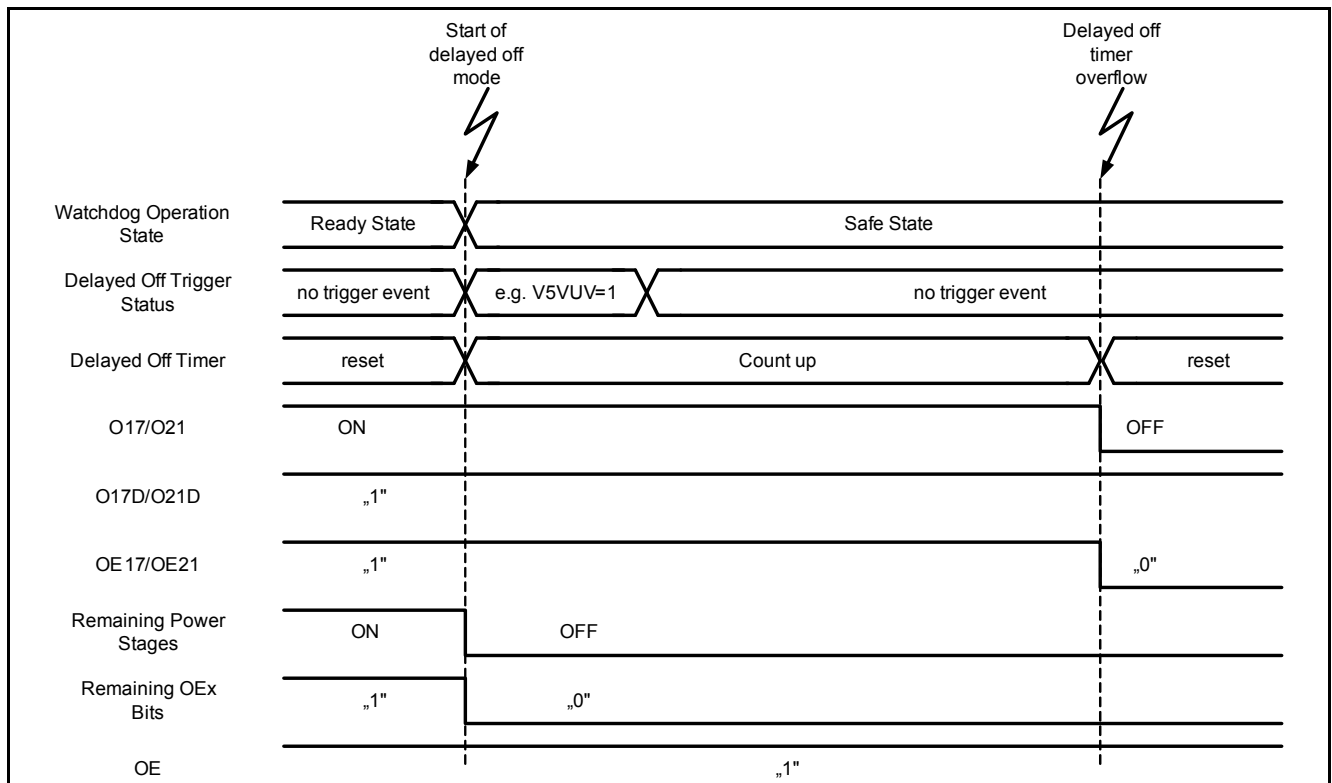 Start of
delayed off
mode
Delayed off
timer
overflow
Watchdog Operation
State
Ready State
Safe State
Delayed Off Trigger
Status
no trigger event
e.g. V5VUV=1
no trigger event
Delayed Off Timer
reset
Count up
reset
O17/O21
ON
OFF
O17D/O21D
„1"
OE17/OE21
„1"
„0"
Remaining Power
Stages
ON
OFF
Remaining OEx
Bits
„1"
„0"
OE
„1"